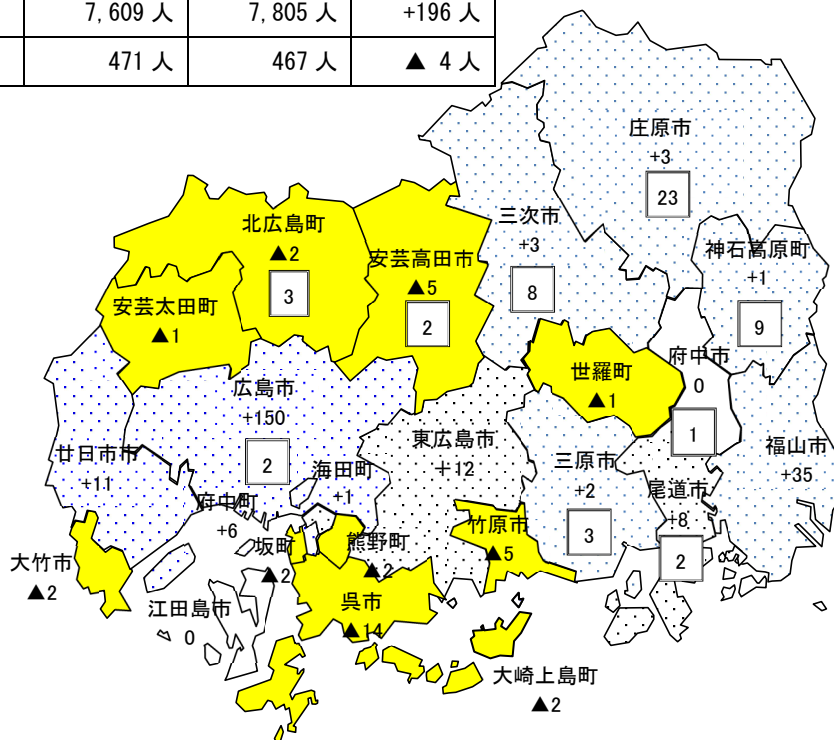 7,609 人 7,805 人 +196 人
471 人 467 人 ▲ 4 人
庄原市
+3
23
三次市
+3
8
神石高原町
+1
9
北広島町
▲2
3
安芸高田市
▲5
2
安芸太田町
▲1
府中市
0
1
世羅町
▲1
広島市
+150
2
東広島市
+12
三原市
+2
3
福山市
+35
廿日市市
+11
海田町
+1
尾道市
+8
2
府中町
+6
竹原市
▲5
坂町
▲2
熊野町
▲2
大竹市
▲2
江田島市
0
呉市
▲14
大崎上島町
▲2